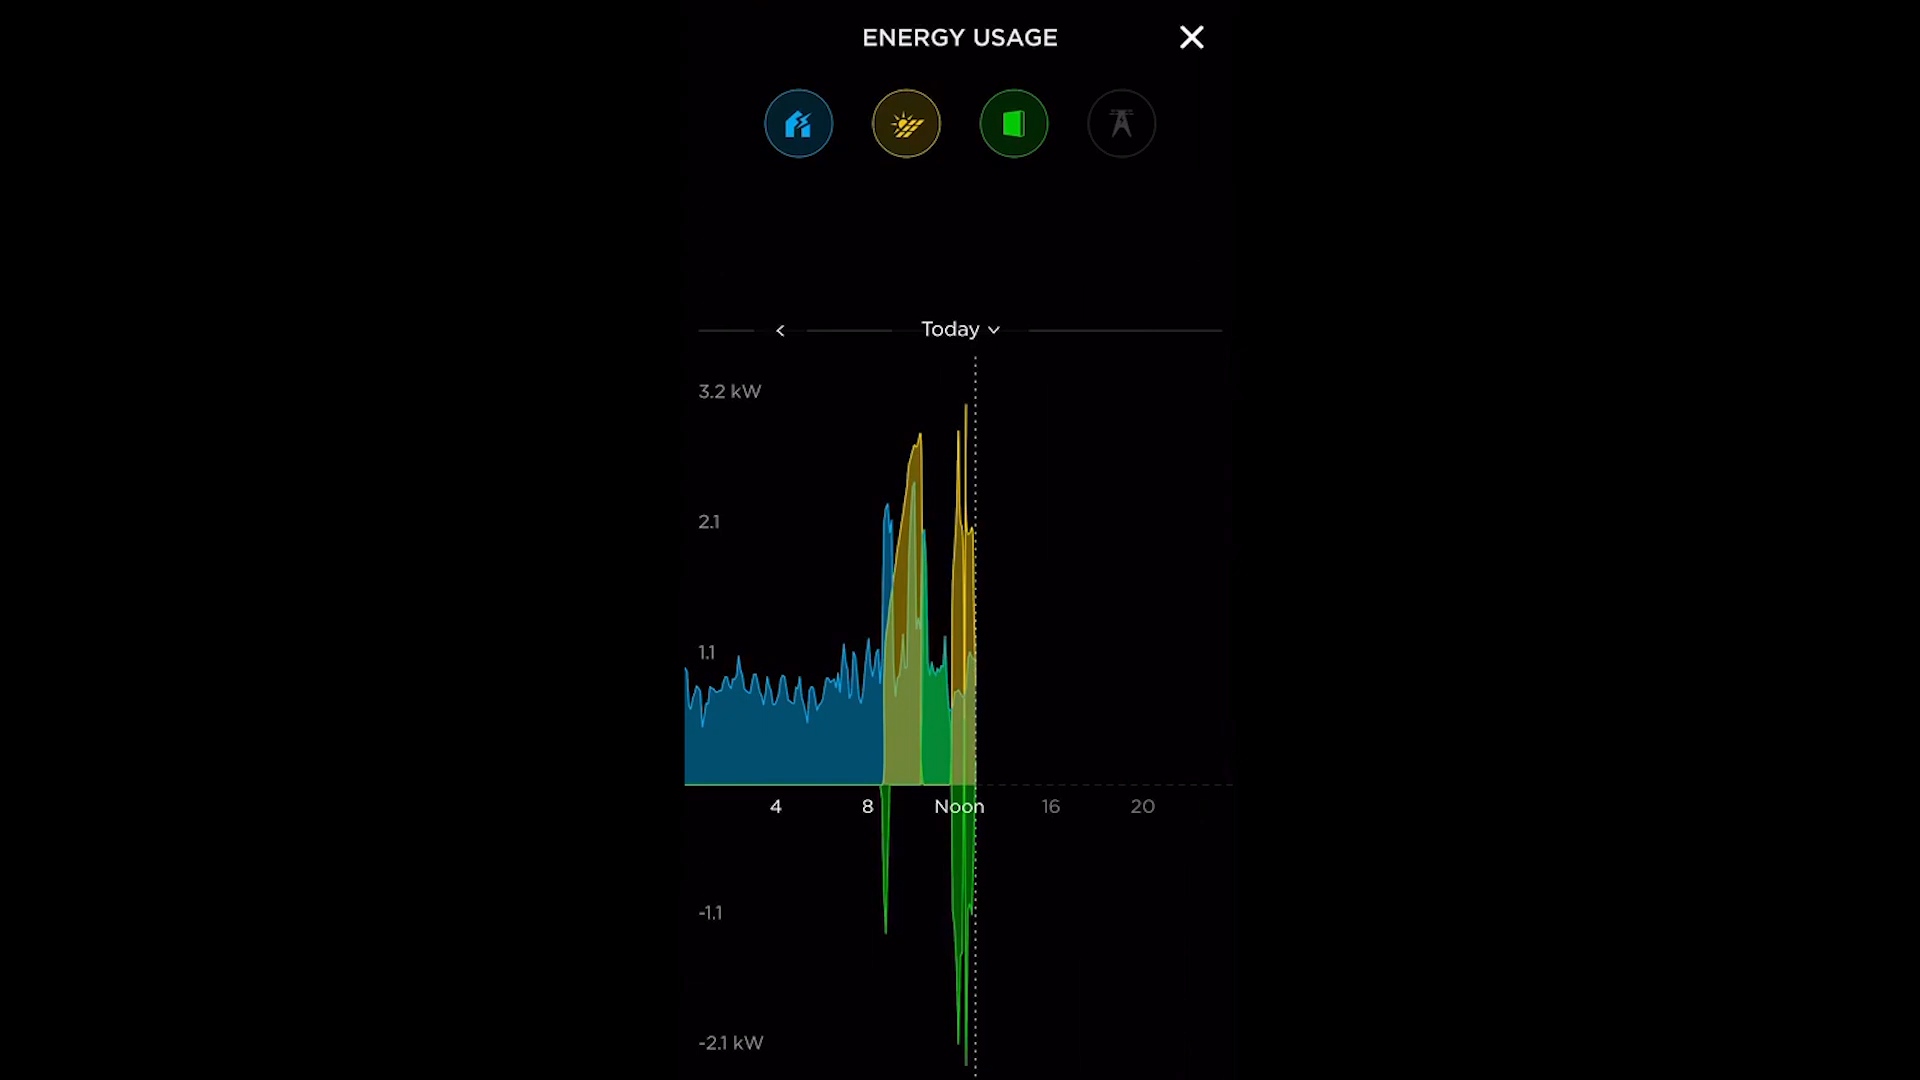 ENERGY USAGE
Today
3.2 kW
2.1
1.1
4 8 Noon 16 20
-1.1
-2.1 kW